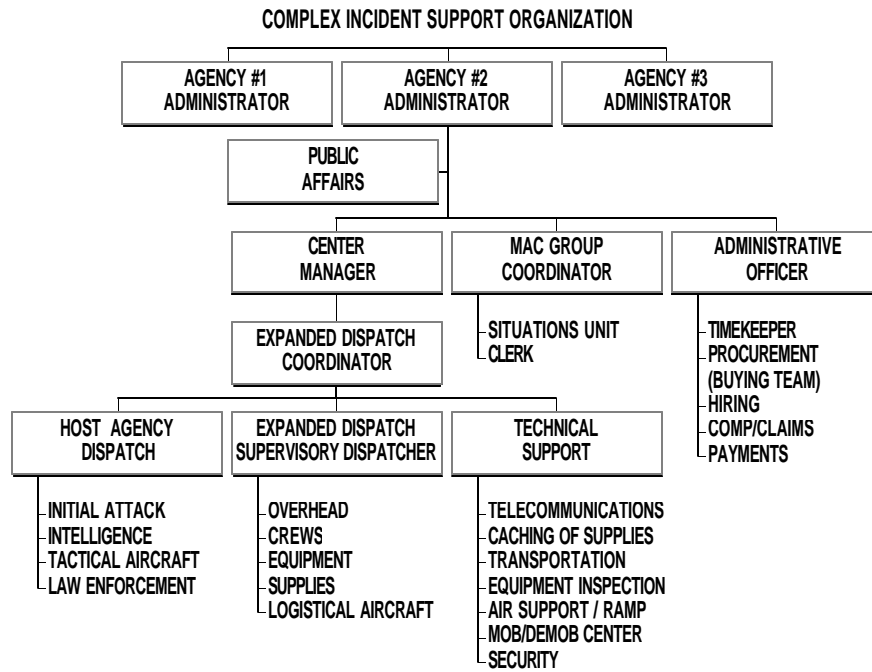 COMPLEX INCIDENT SUPPORT ORGANIZATION
AGENCY #1
ADMINISTRATOR
AGENCY #2
ADMINISTRATOR
AGENCY #3
ADMINISTRATOR
PUBLIC
AFFAIRS
CENTER
MANAGER
MAC GROUP
COORDINATOR
ADMINISTRATIVE
OFFICER
SITUATIONS UNIT
CLERK
TIMEKEEPER
PROCUREMENT
(BUYING TEAM)
HIRING
COMP/CLAIMS
PAYMENTS
EXPANDED DISPATCH
COORDINATOR
HOST AGENCY
DISPATCH
EXPANDED DISPATCH
SUPERVISORY DISPATCHER
TECHNICAL
SUPPORT
INITIAL ATTACK
INTELLIGENCE
TACTICAL AIRCRAFT
LAW ENFORCEMENT
OVERHEAD
CREWS
EQUIPMENT
SUPPLIES
LOGISTICAL AIRCRAFT
TELECOMMUNICATIONS
CACHING OF SUPPLIES
TRANSPORTATION
EQUIPMENT INSPECTION
AIR SUPPORT / RAMP
MOB/DEMOB CENTER
SECURITY